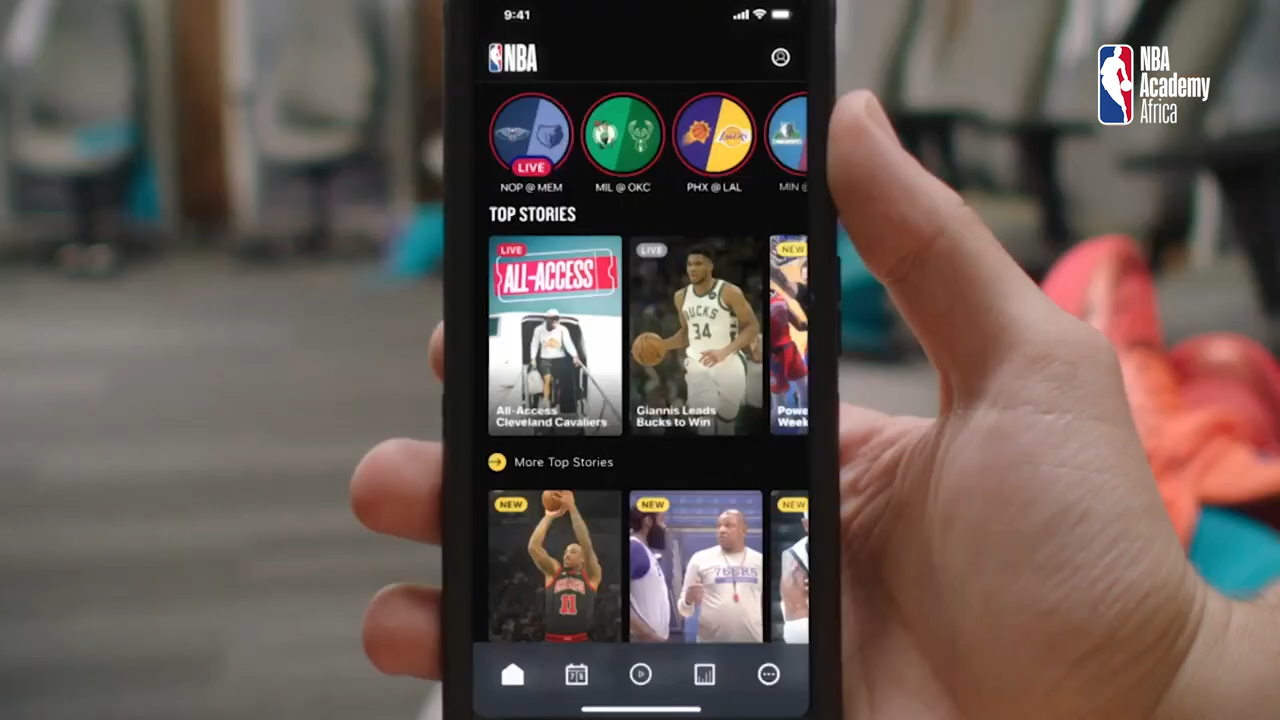 9:41
NBA
NBA
Academy
Africa
LIVE
NOP @ MEM
MIL @ OKC
PHX @ LAL
MIN @
TOP STORIES
LIVE
ALL-ACCESS
All-Access
Cleveland Cavaliers
LIVE
BUCKS
34
Giannis Leads
Bucks to Win
NEW
More Top Stories
NEW
11
NEW
76ERS
NEW